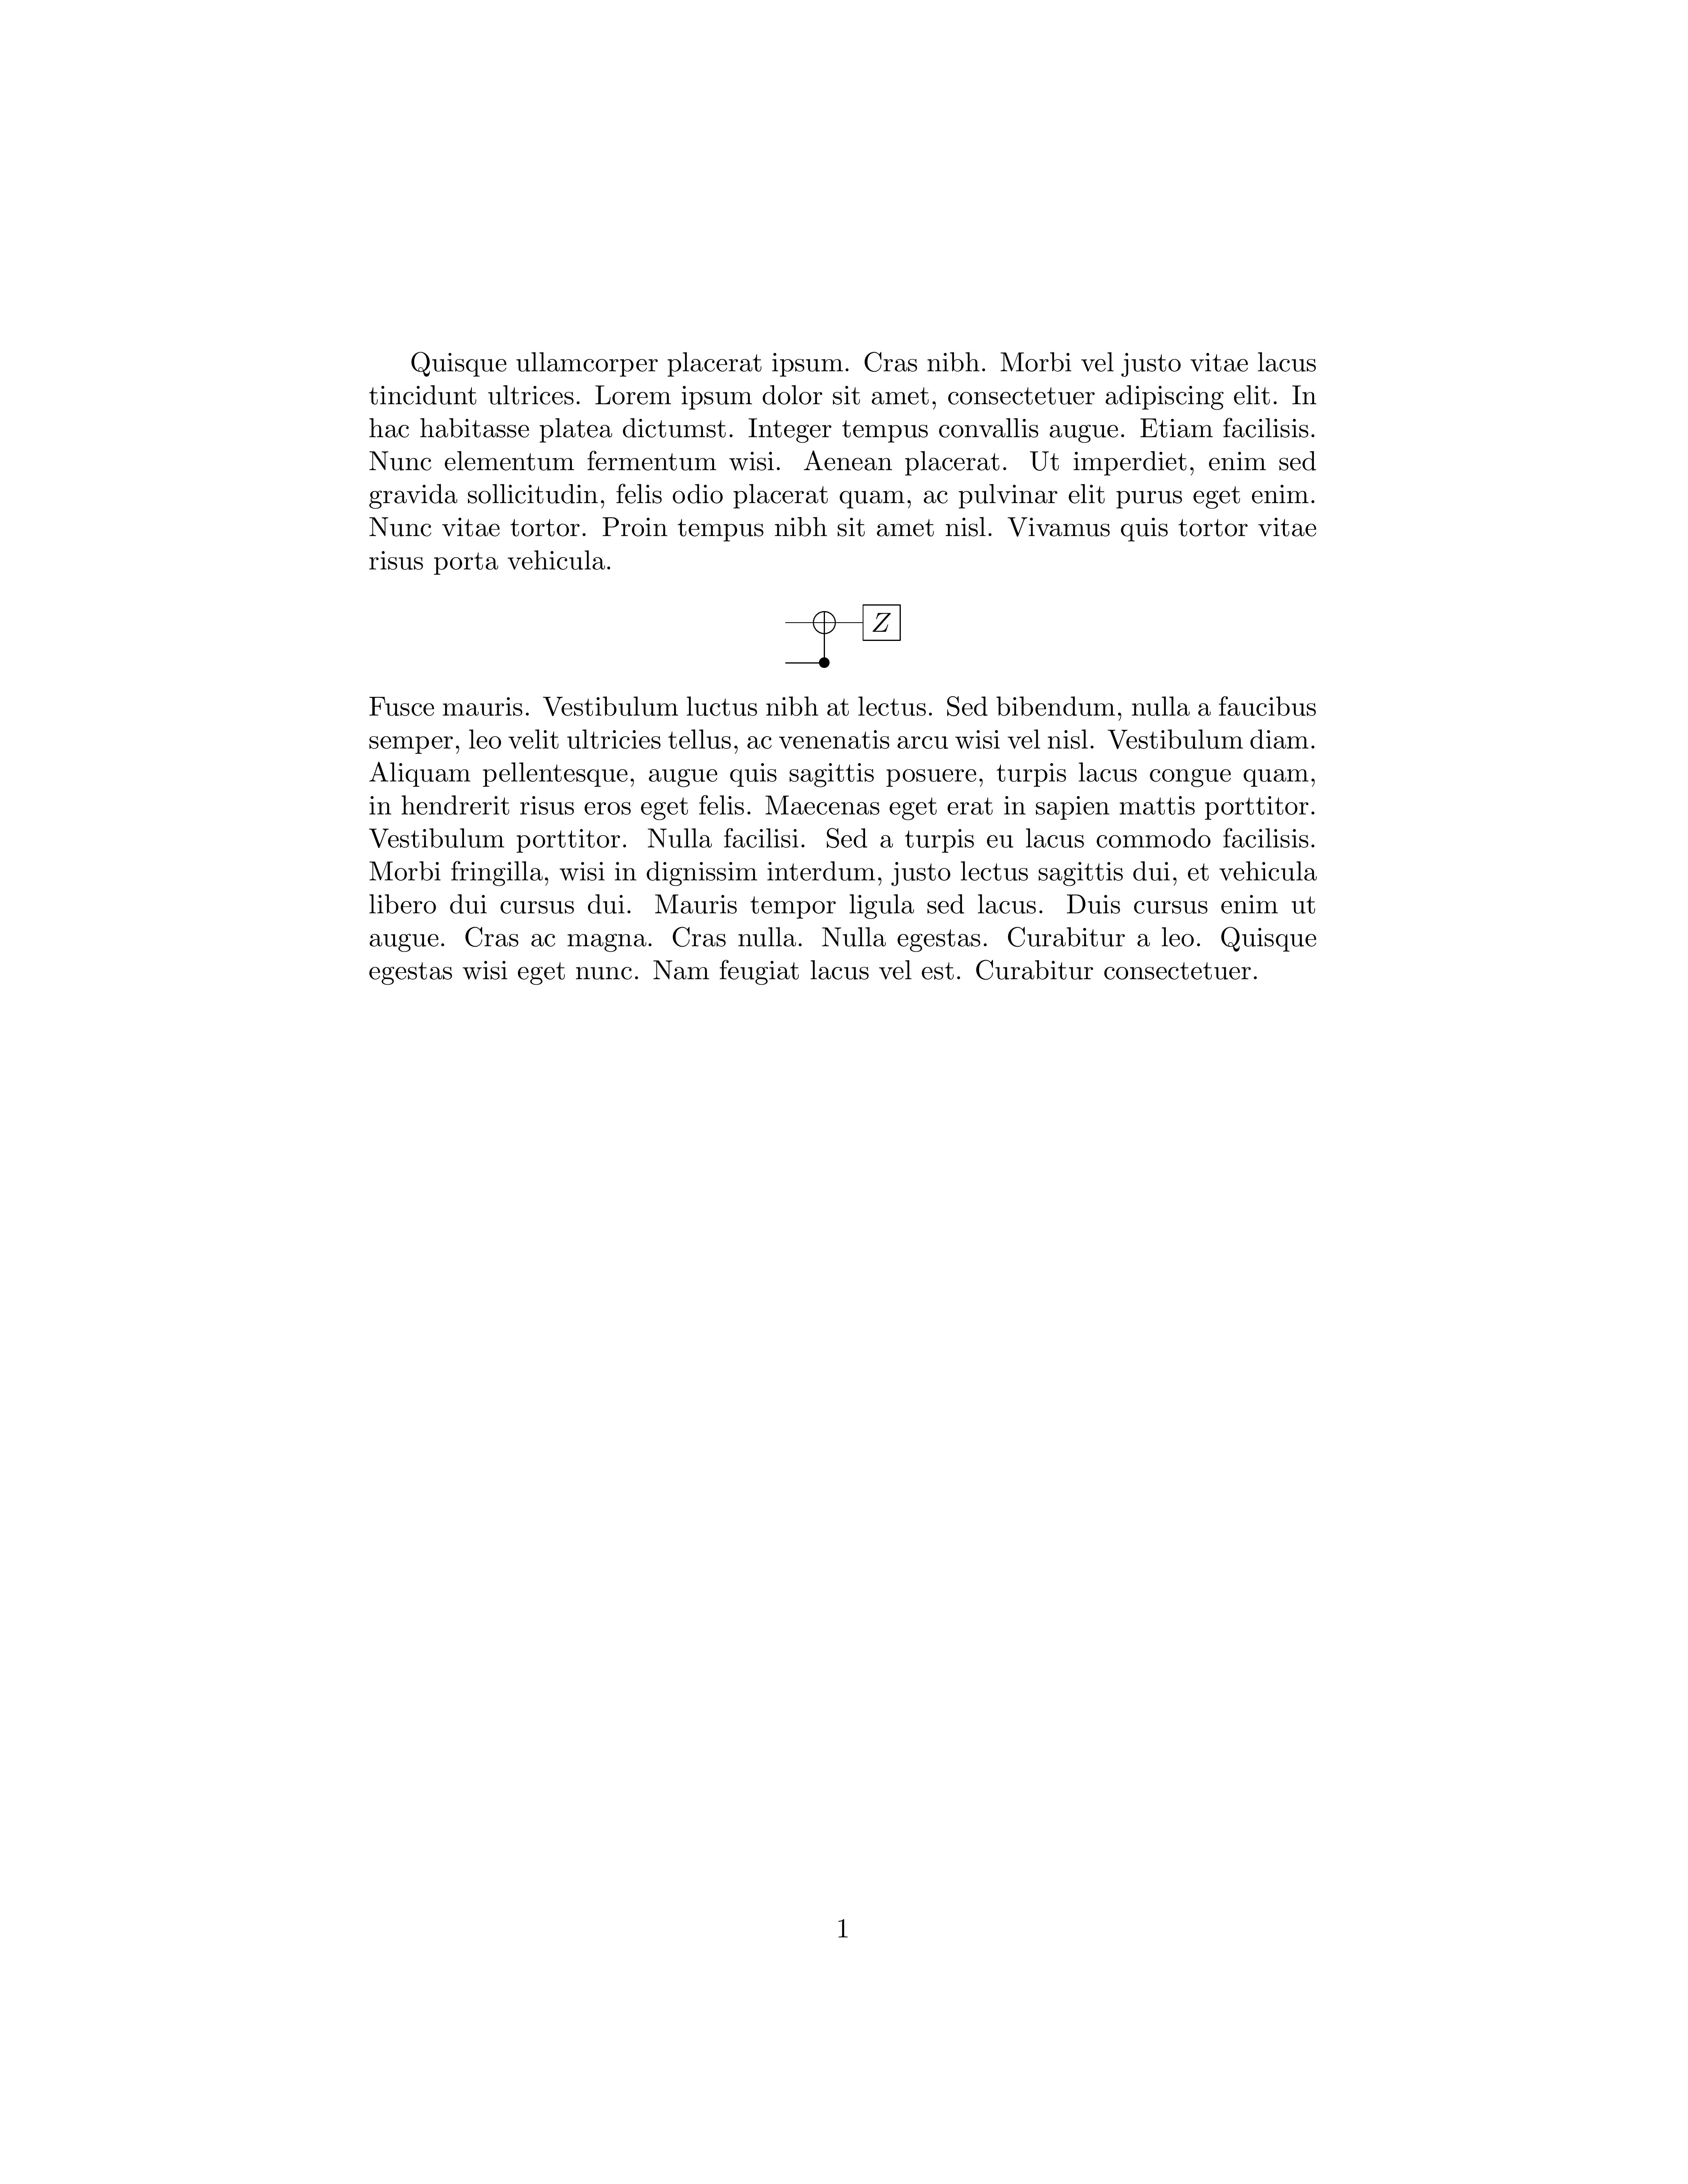 Quisque ullamcorper placerat ipsum. Cras nibh. Morbi vel justo vitae lacus
tincidunt ultrices. Lorem ipsum dolor sit amet, consectetuer adipiscing elit. In
hac habitasse platea dictumst. Integer tempus convallis augue. Etiam facilisis.
Nunc elementum fermentum wisi. Aenean placerat. Ut imperdiet, enim sed
gravida sollicitudin, felis odio placerat quam, ac pulvinar elit purus eget enim.
Nunc vitae tortor. Proin tempus nibh sit amet nisl. Vivamus quis tortor vitae
risus porta vehicula.
Z
Fusce mauris. Vestibulum luctus nibh at lectus. Sed bibendum, nulla a faucibus
semper, leo velit ultricies tellus, ac venenatis arcu wisi vel nisl. Vestibulum diam.
Aliquam pellentesque, augue quis sagittis posuere, turpis lacus congue quam,
in hendrerit risus eros eget felis. Maecenas eget erat in sapien mattis porttitor.
Vestibulum porttitor. Nulla facilisi. Sed a turpis eu lacus commodo facilisis.
Morbi fringilla, wisi in dignissim interdum, justo lectus sagittis dui, et vehicula
libero dui cursus dui. Mauris tempor ligula sed lacus. Duis cursus enim ut
augue. Cras ac magna. Cras nulla. Nulla egestas. Curabitur a leo. Quisque
egestas wisi eget nunc. Nam feugiat lacus vel est. Curabitur consectetuer.
1